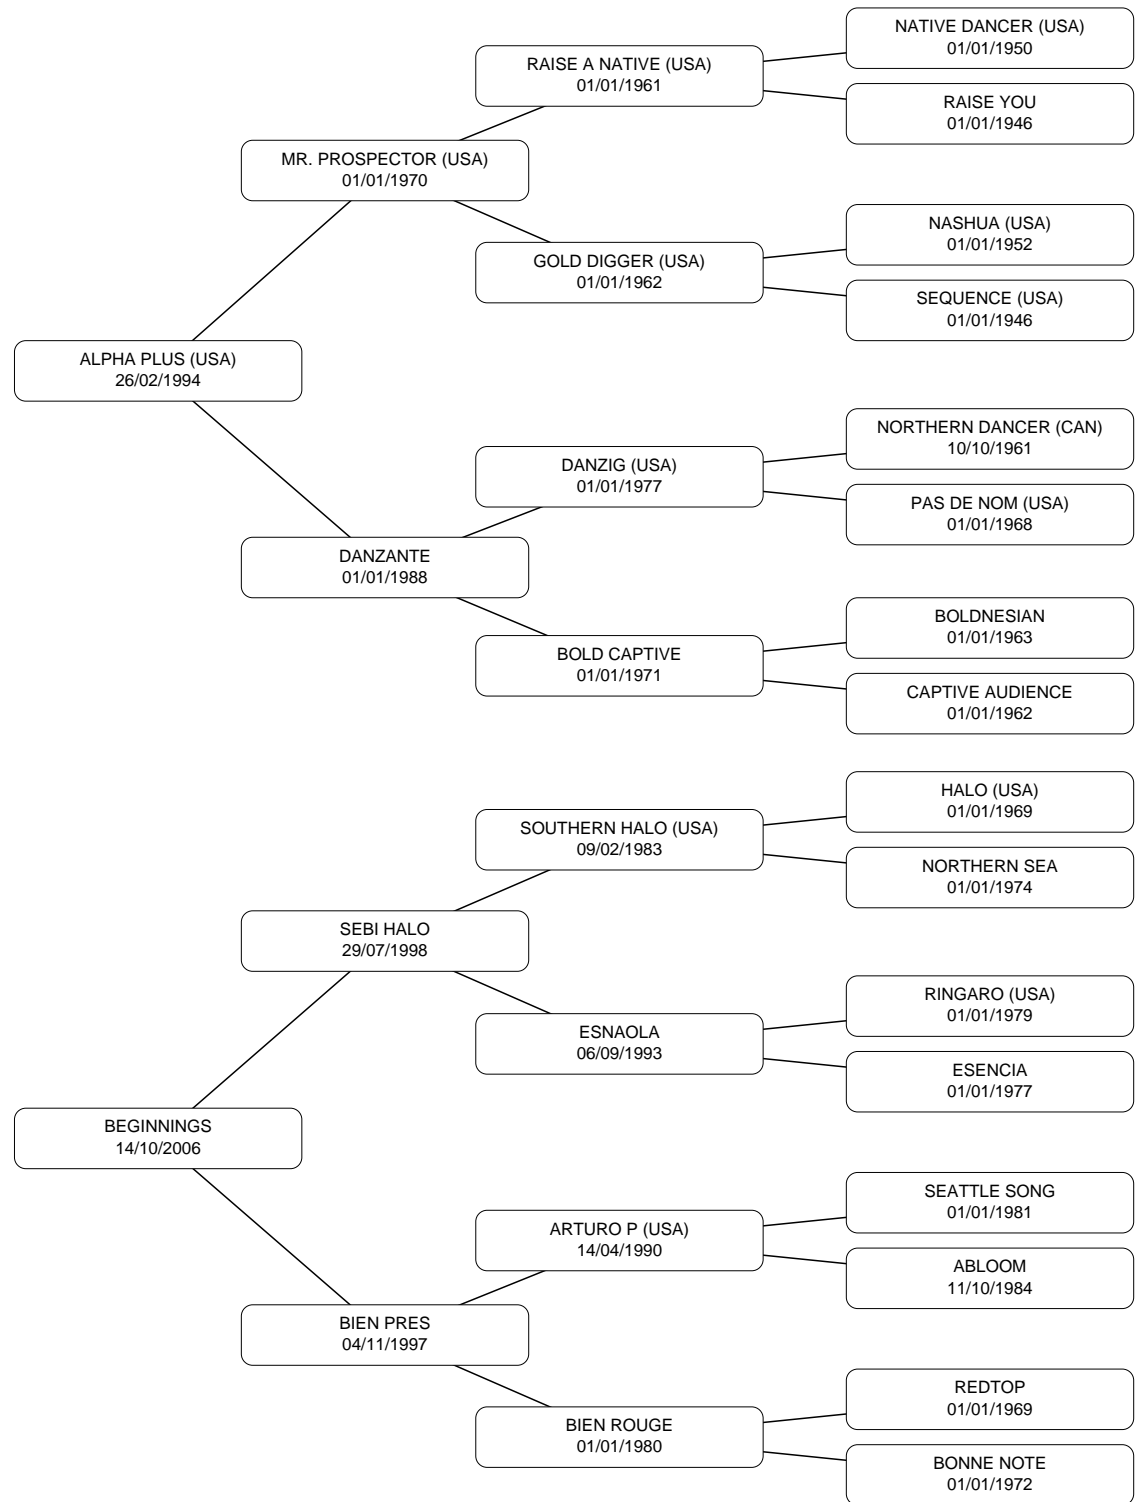 NATIVE DANCER (USA)
01/01/1950
RAISE A NATIVE (USA)
01/01/1961
RAISE YOU
01/01/1946
MR. PROSPECTOR (USA)
01/01/1970
NASHUA (USA)
01/01/1952
GOLD DIGGER (USA)
01/01/1962
SEQUENCE (USA)
01/01/1946
ALPHA PLUS (USA)
26/02/1994
NORTHERN DANCER (CAN)
10/10/1961
DANZIG (USA)
01/01/1977
PAS DE NOM (USA)
01/01/1968
DANZANTE
01/01/1988
BOLDNESIAN
01/01/1963
BOLD CAPTIVE
01/01/1971
CAPTIVE AUDIENCE
01/01/1962
HALO (USA)
01/01/1969
SOUTHERN HALO (USA)
09/02/1983
NORTHERN SEA
01/01/1974
SEBI HALO
29/07/1998
RINGARO (USA)
01/01/1979
ESNAOLA
06/09/1993
ESENCIA
01/01/1977
BEGINNINGS
14/10/2006
SEATTLE SONG
01/01/1981
ARTURO P (USA)
14/04/1990
ABLOOM
11/10/1984
BIEN PRES
04/11/1997
REDTOP
01/01/1969
BIEN ROUGE
01/01/1980
BONNE NOTE
01/01/1972